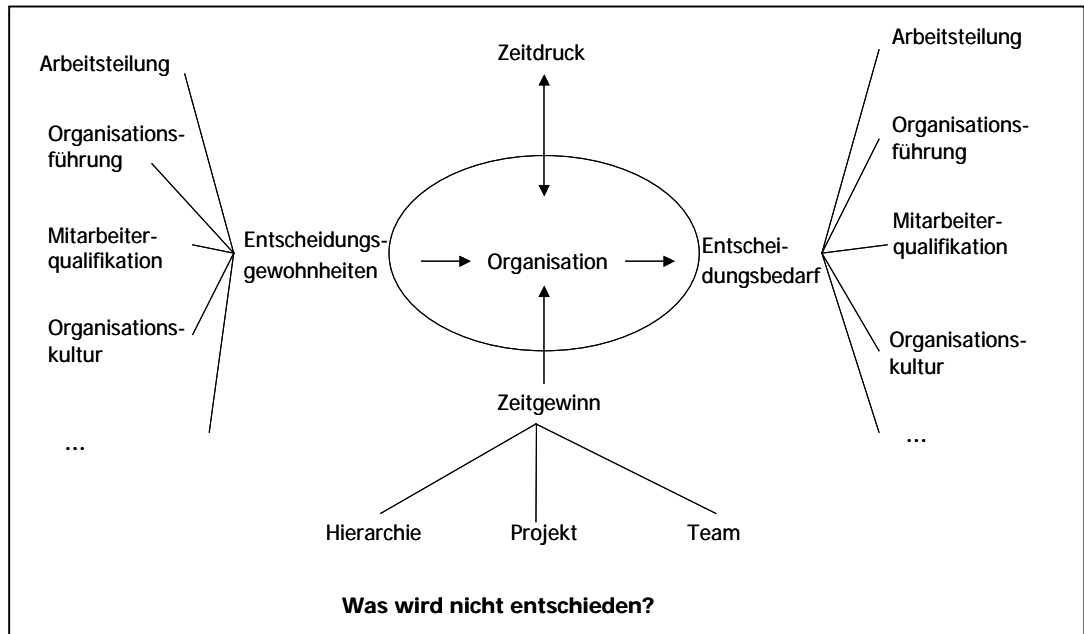 Arbeitsteilung
Organisations-
führung
Mitarbeiter-
qualifikation
Organisations-
kultur
...
Entscheidungs-
gewohnheiten
Zeitdruck
Organisation
Zeitgewinn
Hierarchie
Projekt
Team
Entschei-
dungsbedarf
Arbeitsteilung
Organisations-
führung
Mitarbeiter-
qualifikation
Organisations-
kultur
...
Was wird nicht entschieden?